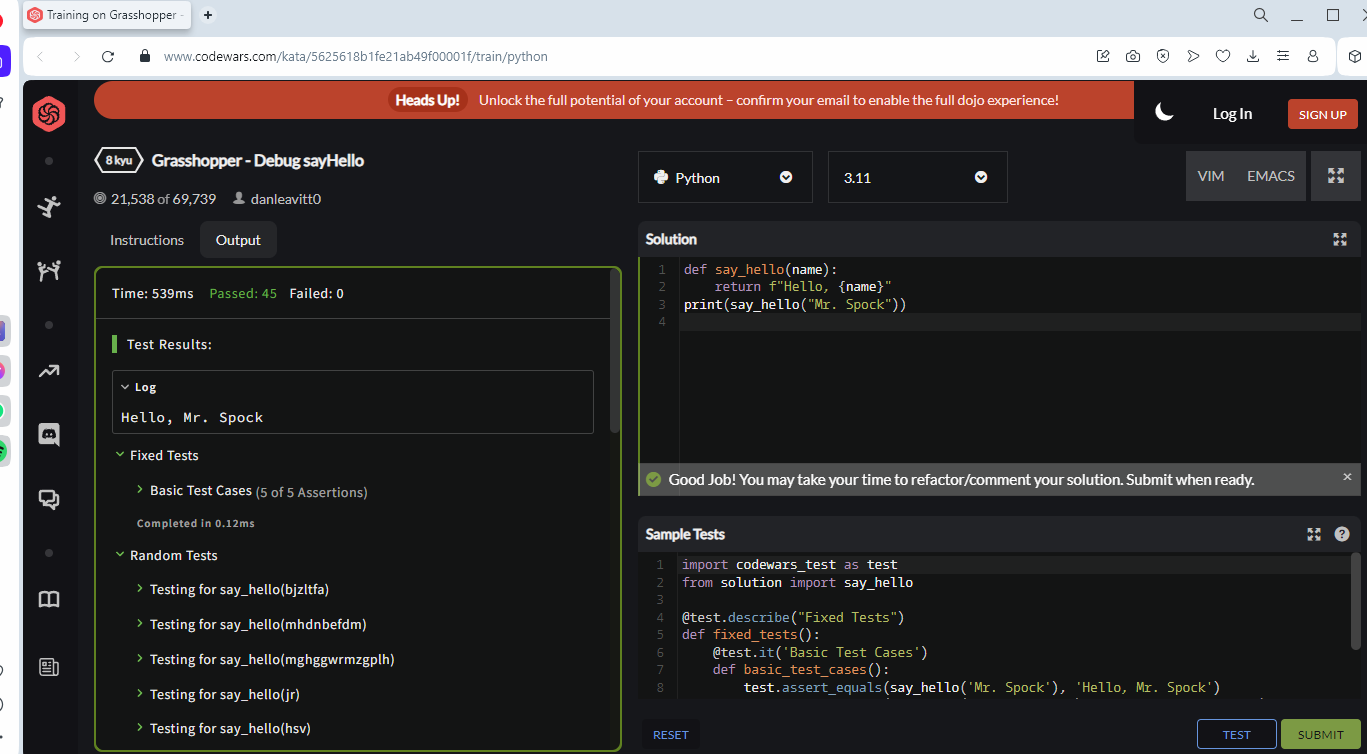 Training on Grasshopper -
www.codewars.com/kata/5625618b1fe21ab49f00001f/train/python
Heads Up! Unlock the full potential of your account – confirm your email to enable the full dojo experience!
Log In
SIGN UP
8 kyu
Grasshopper - Debug sayHello
21,538 of 69,739
danleavitt0
Instructions
Output
Time: 539ms Passed: 45 Failed: 0
Test Results:
Log
Hello, Mr. Spock
Fixed Tests
Basic Test Cases (5 of 5 Assertions)
Completed in 0.12ms
Random Tests
Testing for say_hello(bjzltfa)
Testing for say_hello(mhdnbefdm)
Testing for say_hello(mghggwrmzgplh)
Testing for say_hello(jr)
Testing for say_hello(hsv)
Python
3.11
VIM
EMACS
Solution
1 def say_hello(name):
2 return f"Hello, {name}"
3 print(say_hello("Mr. Spock"))
4
Good Job! You may take your time to refactor/comment your solution. Submit when ready.
Sample Tests
1 import codewars_test as test
2 from solution import say_hello
3
4 @test.describe("Fixed Tests")
5 def fixed_tests():
6 @test.it('Basic Test Cases')
7 def basic_test_cases():
8 test.assert_equals(say_hello('Mr. Spock'), 'Hello, Mr. Spock')
RESET
TEST
SUBMIT